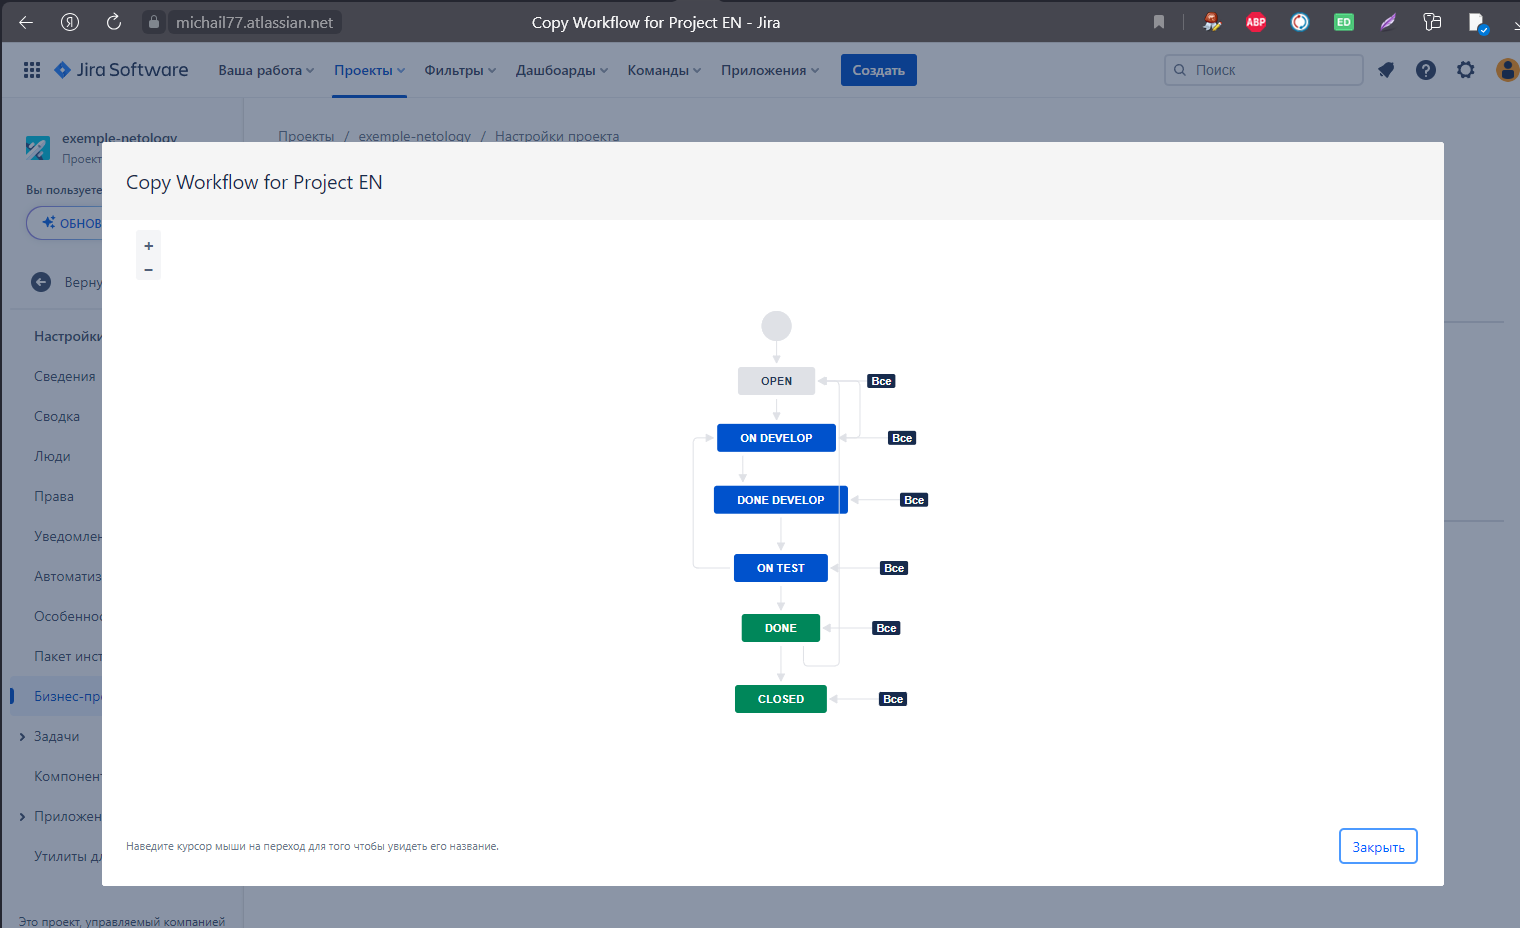 michail77.atlassian.net
Copy Workflow for Project EN - Jira
ABP
ED
Jira Software
Ваша работа
Проекты
Фильтры
Дашборды
Команды
Приложения
Создать
Поиск
exemple-netology
Проект
Вы пользуете
ОБНОВ
Верну
Проекты / exemple-netology / Настройки проекта
Настройки
Сведения
Сводка
Люди
Права
Уведомлен
Автоматиз
Особеннос
Пакет инст
Бизнес-пр
Задачи
Компонент
Приложен
Утилиты дл
Это проект, управляемый компанией
Copy Workflow for Project EN
+
−
OPEN
Все
ON DEVELOP
Все
DONE DEVELOP
Все
ON TEST
Все
DONE
Все
CLOSED
Все
Наведите курсор мыши на переход для того чтобы увидеть его название.
Закрыть